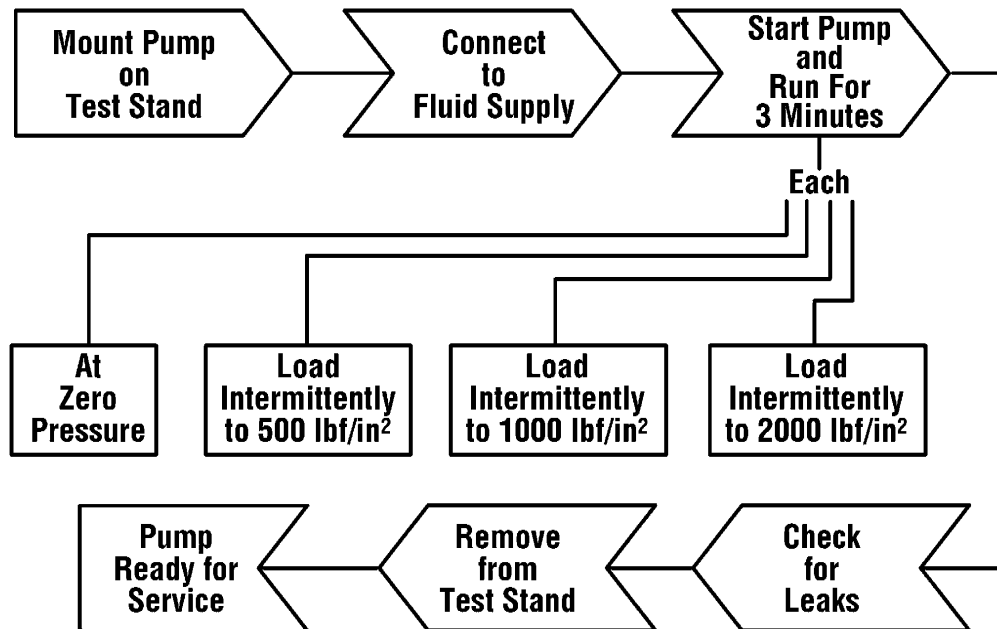 Mount Pump
on
Test Stand
Connect
to
Fluid Supply
Start Pump
and
Run For
3 Minutes
Each
At
Zero
Pressure
Load
Intermittently
to 500 lbf/in²
Load
Intermittently
to 1000 lbf/in²
Load
Intermittently
to 2000 lbf/in²
Check
for
Leaks
Remove
from
Test Stand
Pump
Ready for
Service